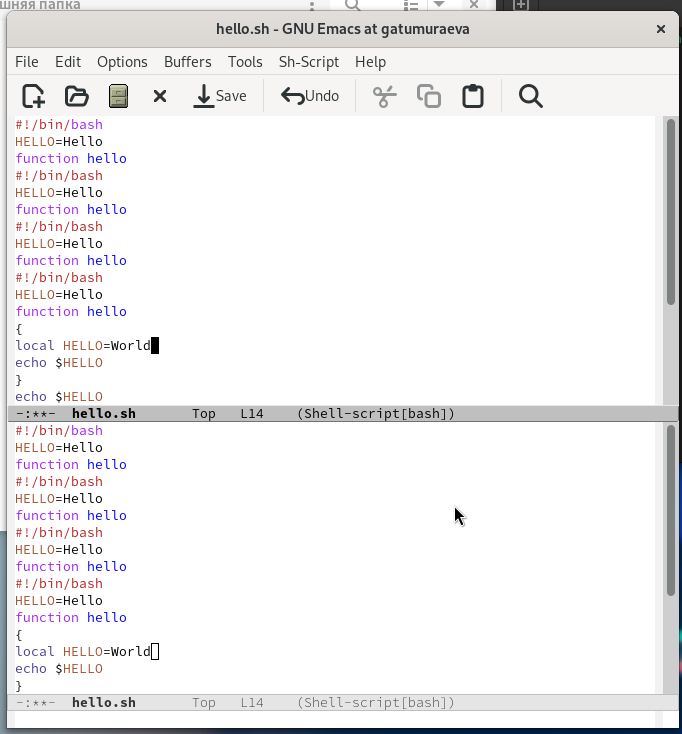 шняя папка
hello.sh - GNU Emacs at gatumuraeva
File Edit Options Buffers Tools Sh-Script Help
Save Undo
#!/bin/bash
HELLO=Hello
function hello
#!/bin/bash
HELLO=Hello
function hello
#!/bin/bash
HELLO=Hello
function hello
#!/bin/bash
HELLO=Hello
function hello
{
local HELLO=World
echo $HELLO
}
echo $HELLO
-:**- hello.sh Top L14 (Shell-script[bash])
#!/bin/bash
HELLO=Hello
function hello
#!/bin/bash
HELLO=Hello
function hello
#!/bin/bash
HELLO=Hello
function hello
#!/bin/bash
HELLO=Hello
function hello
{
local HELLO=World
echo $HELLO
}
-:**- hello.sh Top L14 (Shell-script[bash])